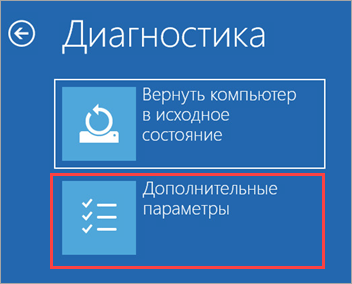 Диагностика
Вернуть компьютер
в исходное
состояние
Дополнительные
параметры